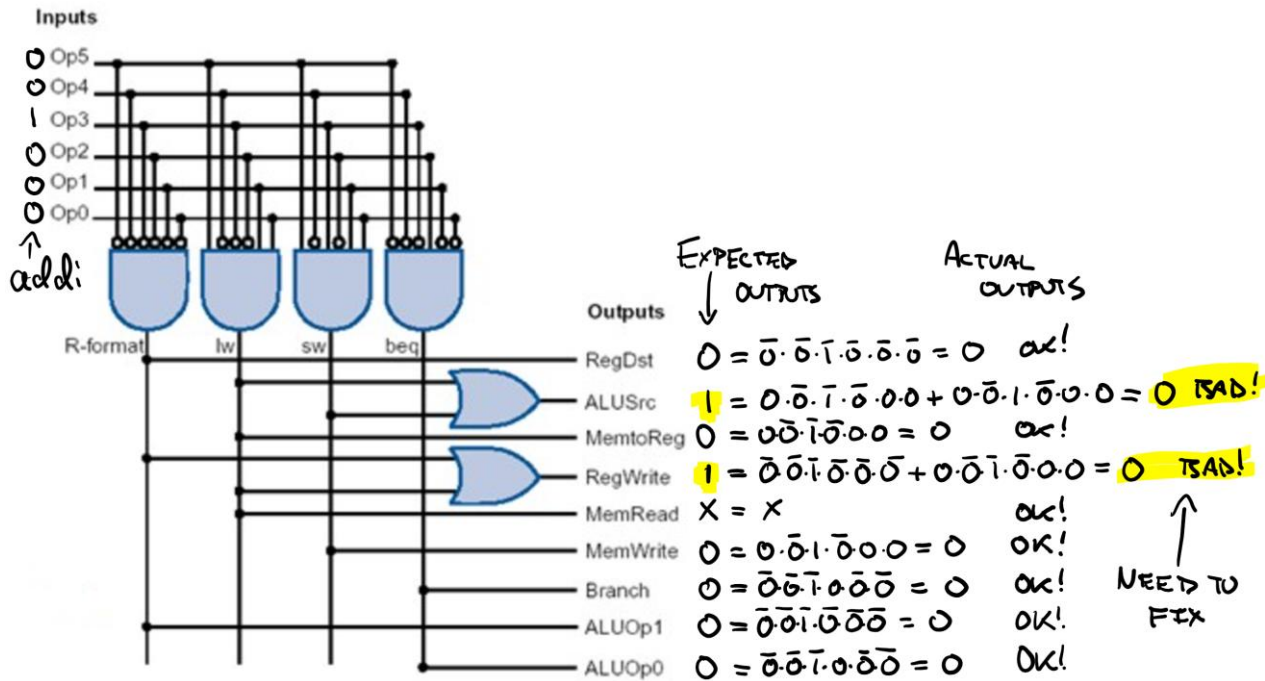 Inputs
0 Op5
0 Op4
1 Op3
0 Op2
0 Op1
0 Op0
addi
R-format lw sw beq
EXPECTED OUTPUTS
ACTUAL OUTPUTS
Outputs
RegDst 0 = 0̄·0̄·1̄·0̄·0̄·0̄ = 0 OK!
ALUSrc 1 = 0·0̄·1̄·0̄·0·0 + 0·0̄·1·0̄·0·0 = 0 BAD!
MemtoReg 0 = 0·0̄·1̄·0̄·0·0 = 0 OK!
RegWrite 1 = 0̄·0̄·1̄·0̄·0̄·0̄ + 0·0̄·1̄·0̄·0·0 = 0 BAD!
MemRead X = X OK!
MemWrite 0 = 0·0̄·1·0̄·0·0 = 0 OK!
Branch 0 = 0̄·0̄·1̄·0·0̄·0̄ = 0 OK!
ALUOp1 0 = 0̄·0̄·1̄·0̄·0̄·0̄ = 0 OK!
ALUOp0 0 = 0̄·0̄·1̄·0·0̄·0̄ = 0 OK!
NEED TO
FIX